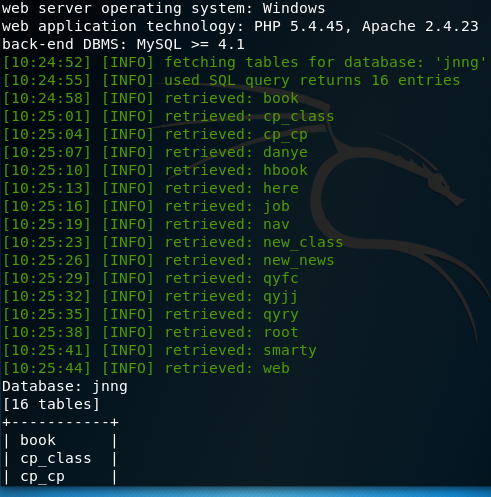 web server operating system: Windows
web application technology: PHP 5.4.45, Apache 2.4.23
back-end DBMS: MySQL >= 4.1
[10:24:52] [INFO] fetching tables for database: 'jnng'
[10:24:55] [INFO] used SQL query returns 16 entries
[10:24:58] [INFO] retrieved: book
[10:25:01] [INFO] retrieved: cp_class
[10:25:04] [INFO] retrieved: cp_cp
[10:25:07] [INFO] retrieved: danye
[10:25:10] [INFO] retrieved: hbook
[10:25:13] [INFO] retrieved: here
[10:25:16] [INFO] retrieved: job
[10:25:19] [INFO] retrieved: nav
[10:25:23] [INFO] retrieved: new_class
[10:25:26] [INFO] retrieved: new_news
[10:25:29] [INFO] retrieved: qyfc
[10:25:32] [INFO] retrieved: qyjj
[10:25:35] [INFO] retrieved: qyry
[10:25:38] [INFO] retrieved: root
[10:25:41] [INFO] retrieved: smarty
[10:25:44] [INFO] retrieved: web
Database: jnng
[16 tables]
+-----------+
| book      |
| cp_class  |
| cp_cp     |